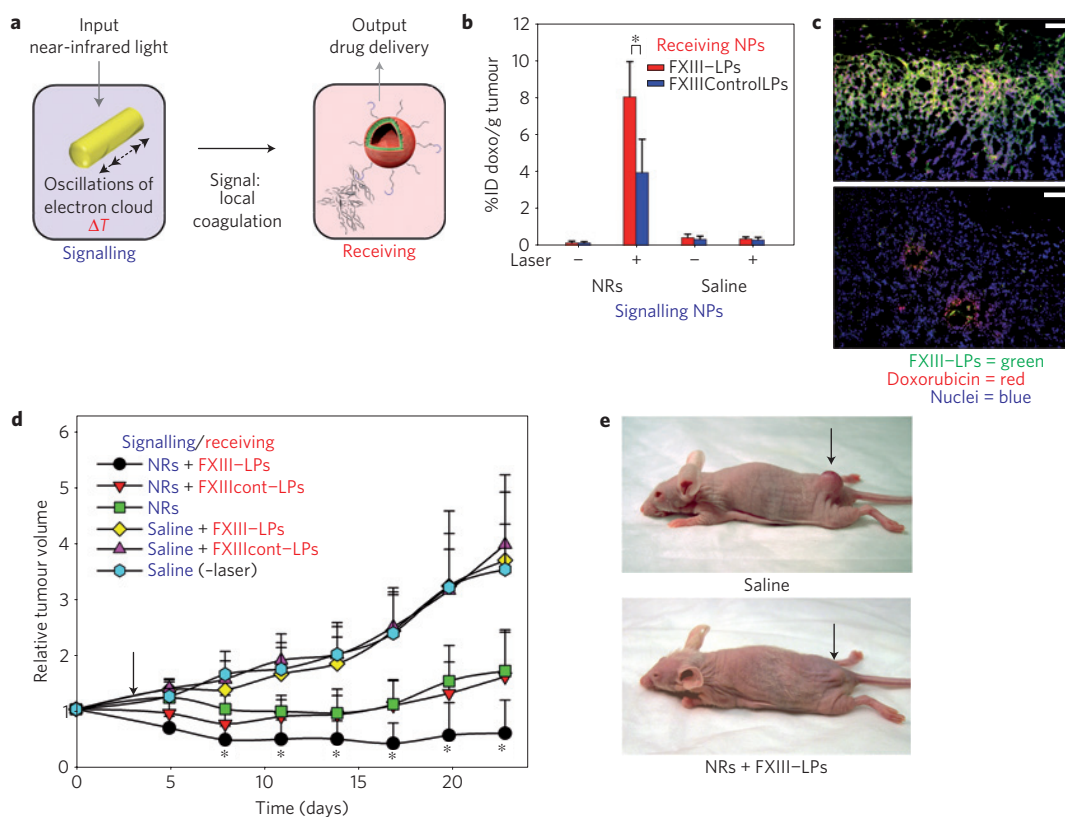 a
Input
near-infrared light
Oscillations of
electron cloud
ΔT
Signalling
Signal:
local
coagulation
Output
drug delivery
Receiving
b
%ID doxo/g tumour
12
10
8
6
4
2
0
*
Receiving NPs
FXIII–LPs
FXIIIControlLPs
Laser – + – +
NRs Saline
Signalling NPs
c
FXIII–LPs = green
Doxorubicin = red
Nuclei = blue
d
Relative tumour volume
6
5
4
3
2
1
0
Signalling/receiving
NRs + FXIII–LPs
NRs + FXIIIcont–LPs
NRs
Saline + FXIII–LPs
Saline + FXIIIcont–LPs
Saline (–laser)
* * * * * *
0 5 10 15 20
Time (days)
e
Saline
NRs + FXIII–LPs